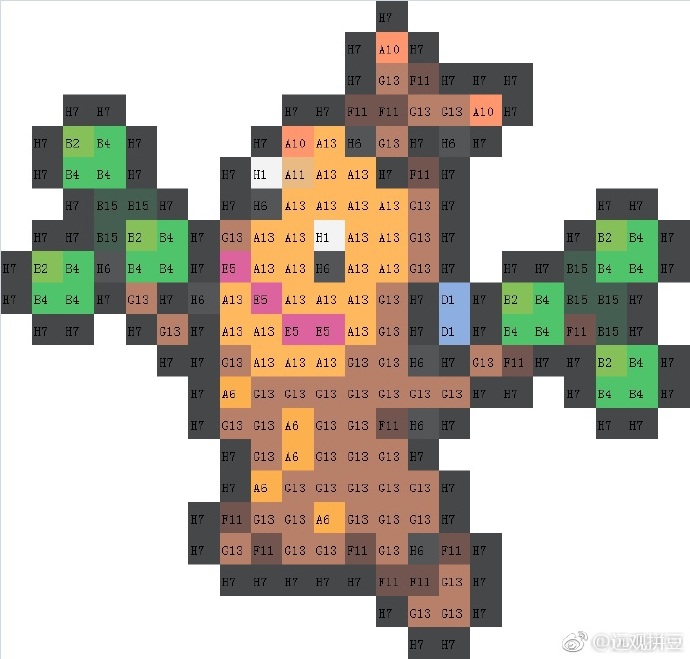 H7
H7 A10 H7
H7 G13 F11 H7 H7 H7
H7 H7 H7 H7 F11 F11 G13 G13 A10 H7
H7 B2 B4 H7 H7 A10 A13 H6 G13 H7 H6 H7
H7 B4 B4 H7 H7 H1 A11 A13 A13 H7 F11 H7
H7 B15 B15 H7 H7 H6 A13 A13 A13 A13 G13 H7 H7 H7
H7 H7 B15 B2 B4 H7 G13 A13 A13 H1 A13 A13 G13 H7 H7 B2 B4 H7
H7 B2 B4 H6 B4 B4 H7 E5 A13 A13 H6 A13 A13 G13 H7 H7 H7 B15 B4 B4 H7
H7 B4 B4 H7 G13 H7 H6 A13 E5 A13 A13 A13 G13 H7 D1 H7 B2 B4 B15 B15 H7
H7 H7 H7 G13 H7 A13 A13 E5 E5 A13 G13 H7 D1 H7 B4 B4 F11 B15 H7
H7 H7 G13 A13 A13 A13 G13 G13 H6 H7 G13 F11 H7 H7 B2 B4 H7
H7 A6 G13 G13 G13 G13 G13 G13 G13 H7 H7 H7 B4 B4 H7
H7 G13 G13 A6 G13 G13 F11 H6 H7 H7 H7
H7 G13 A6 G13 G13 G13 H7
H7 A6 G13 G13 G13 G13 G13 H7
H7 F11 G13 G13 A6 G13 G13 G13 H7
H7 G13 F11 G13 G13 F11 G13 H6 F11 H7
H7 H7 H7 H7 H7 F11 F11 G13 H7
H7 G13 G13 H7
H7 H7
@远观拼豆